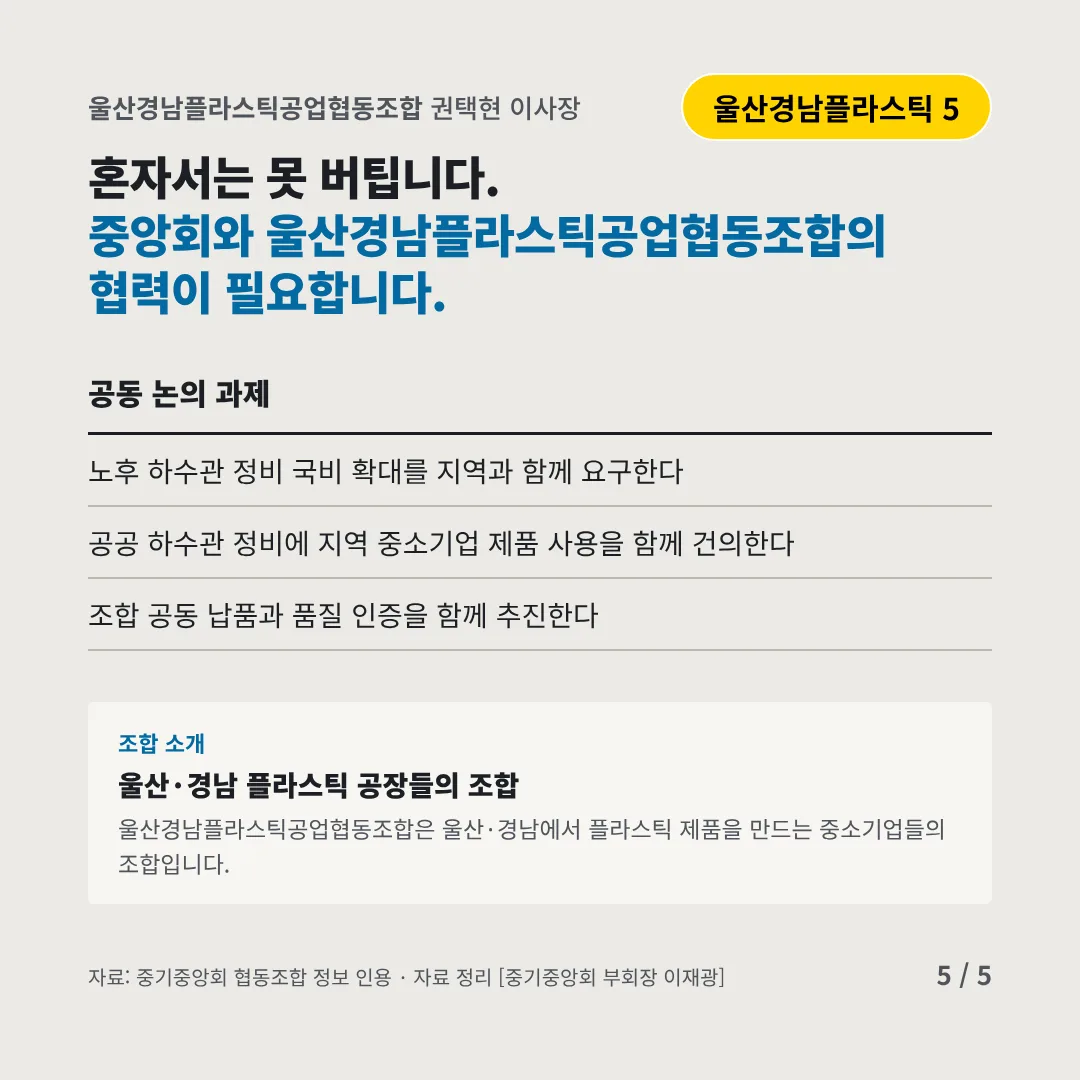 울산경남플라스틱공업협동조합 권택현 이사장
울산경남플라스틱 5
혼자서는 못 버팁니다.
중앙회와 울산경남플라스틱공업협동조합의
협력이 필요합니다.
공동 논의 과제
노후 하수관 정비 국비 확대를 지역과 함께 요구한다
공공 하수관 정비에 지역 중소기업 제품 사용을 함께 건의한다
조합 공동 납품과 품질 인증을 함께 추진한다
조합 소개
울산·경남 플라스틱 공장들의 조합
울산경남플라스틱공업협동조합은 울산·경남에서 플라스틱 제품을 만드는 중소기업들의
조합입니다.
자료: 중기중앙회 협동조합 정보 인용 · 자료 정리 [중기중앙회 부회장 이재광]
5 / 5